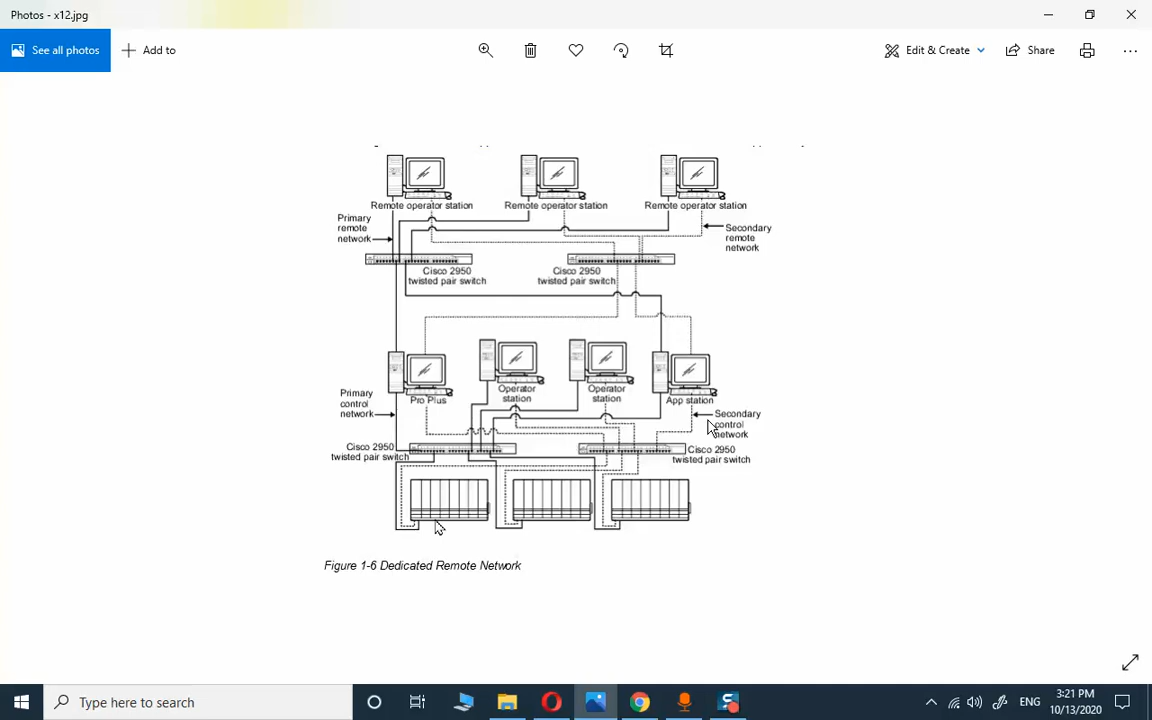 Photos - x12.jpg
See all photos
Add to
Edit & Create
Share
Remote operator station
Remote operator station
Remote operator station
Primary
remote
network
Secondary
remote
network
Cisco 2950
twisted pair switch
Cisco 2950
twisted pair switch
Pro Plus
Operator
station
Operator
station
App station
Primary
control
network
Secondary
control
network
Cisco 2950
twisted pair switch
Cisco 2950
twisted pair switch
Figure 1-6 Dedicated Remote Network
Type here to search
ENG
3:21 PM
10/13/2020